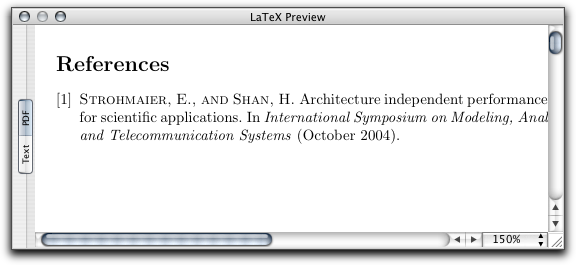 LaTeX Preview
References
[1] STROHMAIER, E., AND SHAN, H. Architecture independent performance
for scientific applications. In International Symposium on Modeling, Anal
and Telecommunication Systems (October 2004).
PDF
Text
150%